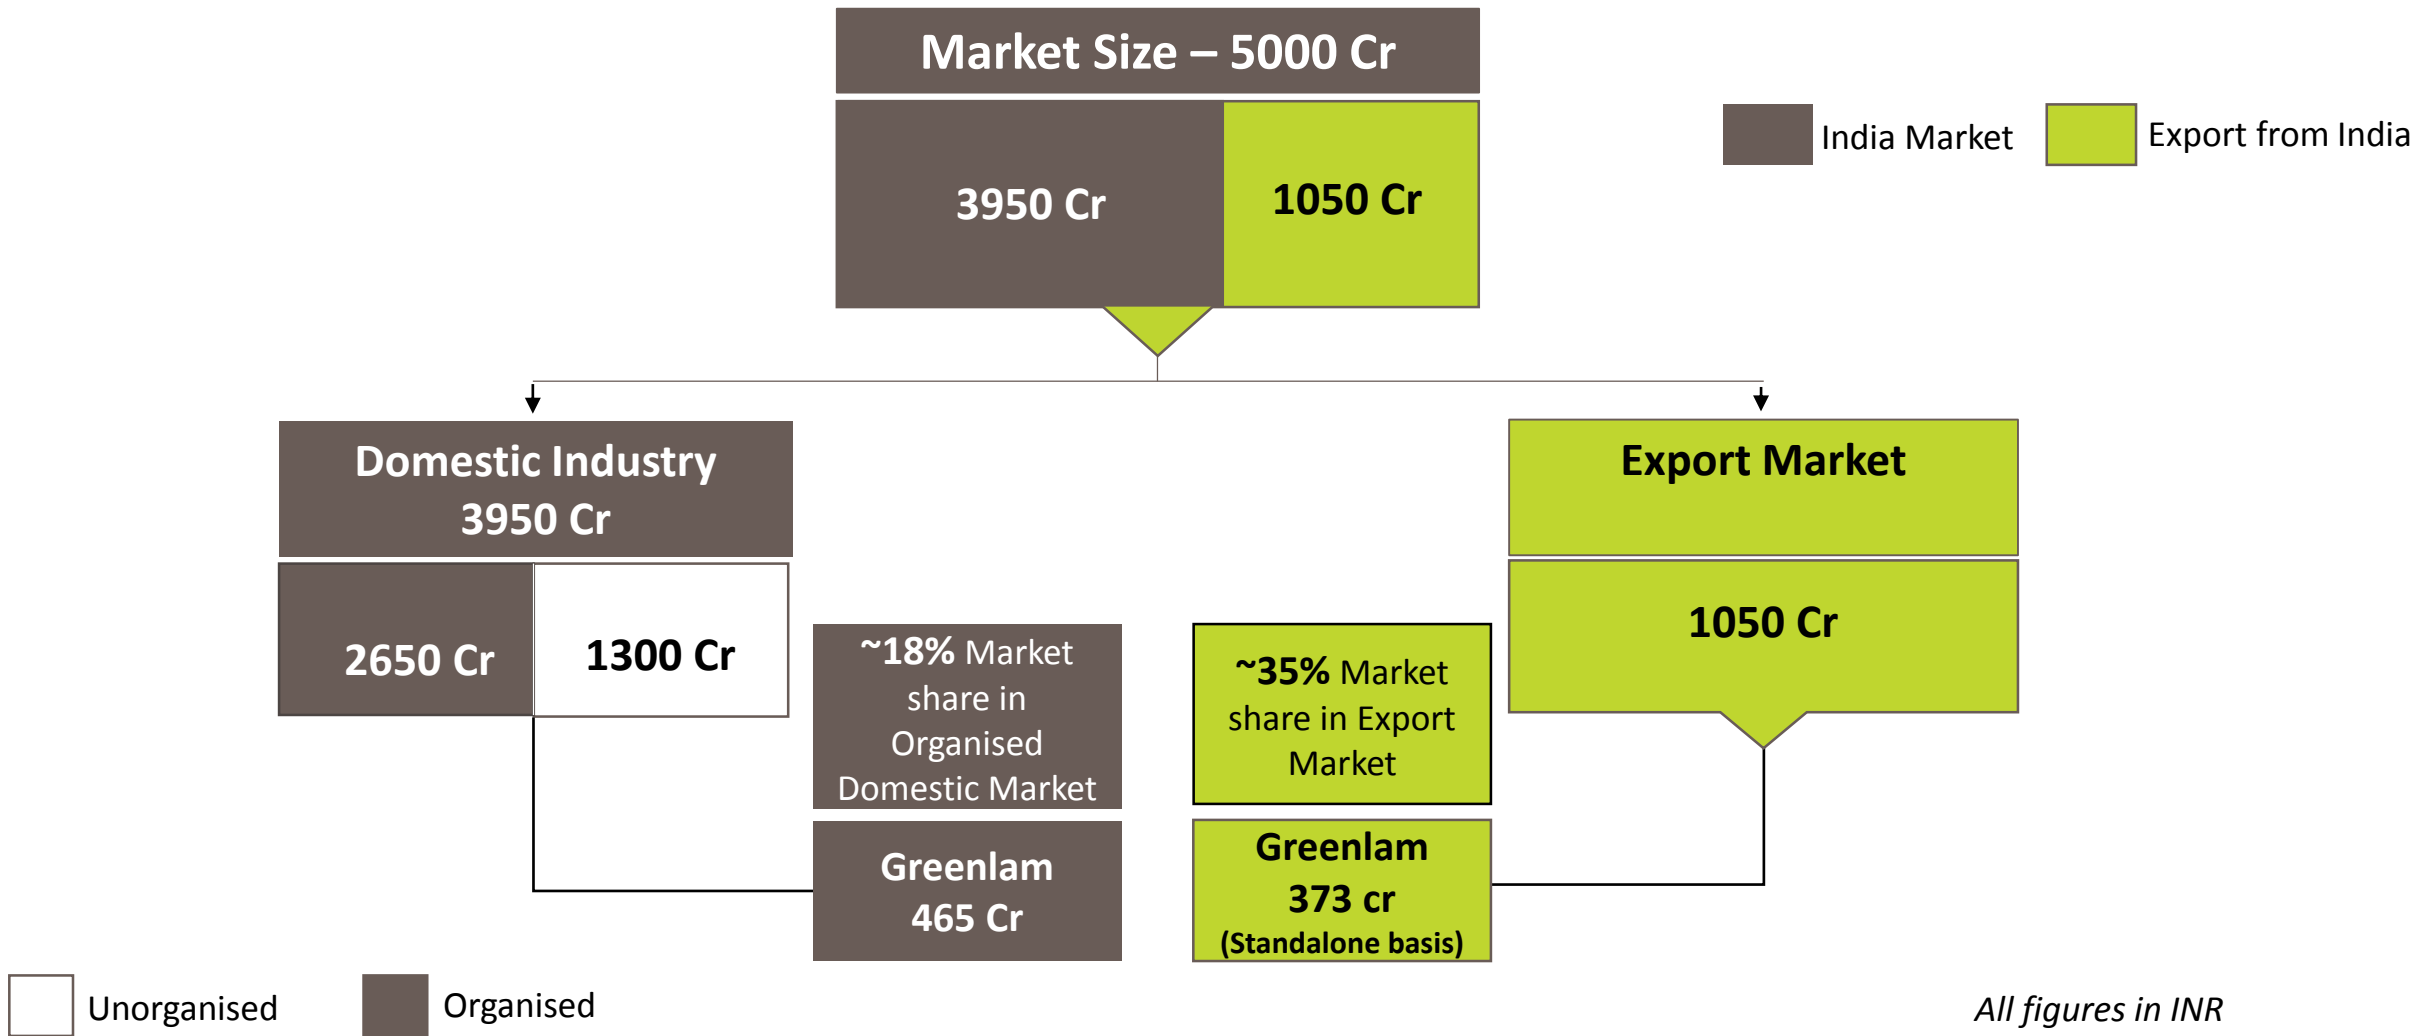 Market Size – 5000 Cr
3950 Cr
1050 Cr
India Market
Export from India
Domestic Industry
3950 Cr
2650 Cr
1300 Cr
~18% Market
share in
Organised
Domestic Market
Greenlam
465 Cr
Export Market
1050 Cr
~35% Market
share in Export
Market
Greenlam
373 cr
(Standalone basis)
Unorganised
Organised
All figures in INR